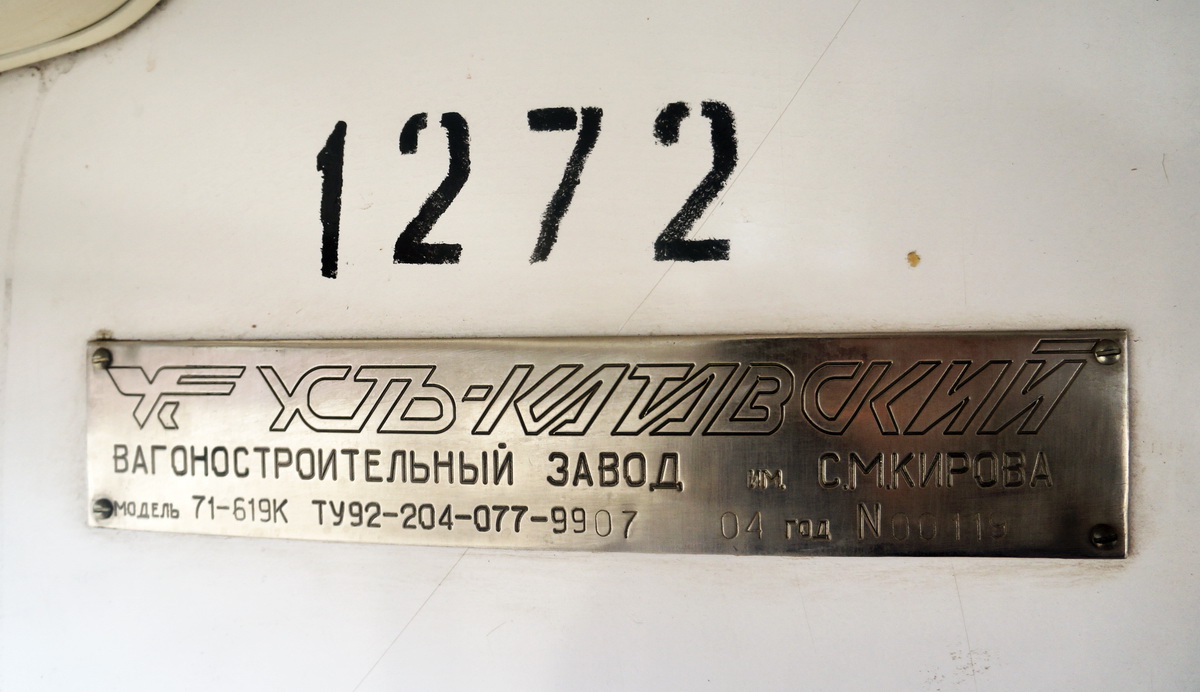 1272
УСТЬ-КАТАВСКИЙ
ВАГОНОСТРОИТЕЛЬНЫЙ ЗАВОД им. С.М.КИРОВА
МОДЕЛЬ 71-619К ТУ92-204-077-9907 04 год